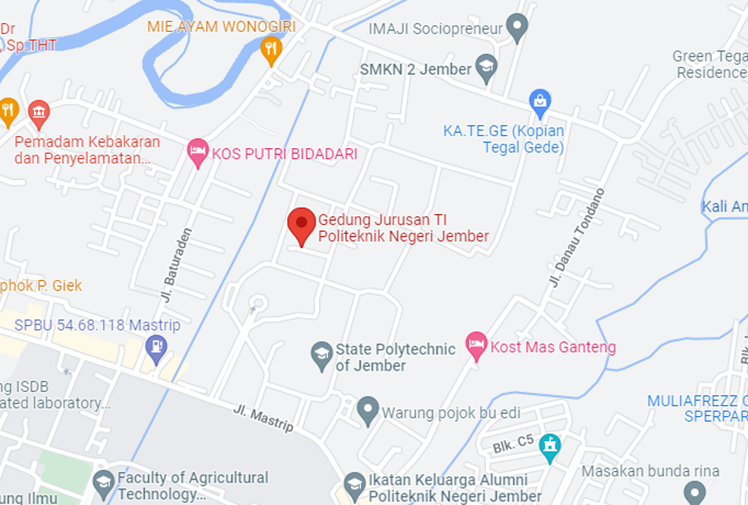 Dr
Sp.THT
MIE AYAM WONOGIRI
IMAJI Sociopreneur
SMKN 2 Jember
Green Tega
Residence
KA.TE.GE (Kopian
Tegal Gede)
Pemadam Kebakaran
dan Penyelamatan...
KOS PUTRI BIDADARI
Kali An
Gedung Jurusan TI
Politeknik Negeri Jember
Jl. Danau Tondano
Jl. Baturaden
phok P. Giek
SPBU 54.68.118 Mastrip
State Polytechnic
of Jember
Kost Mas Ganteng
Blk.
ng ISDB
ated laboratory...
Jl. Mastrip
Warung pojok bu edi
MULIAFREZZ
SPERPAR
Blk. C5
Masakan bunda rina
Faculty of Agricultural
Technology...
Ikatan Keluarga Alumni
Politeknik Negeri Jember
ung Ilmu